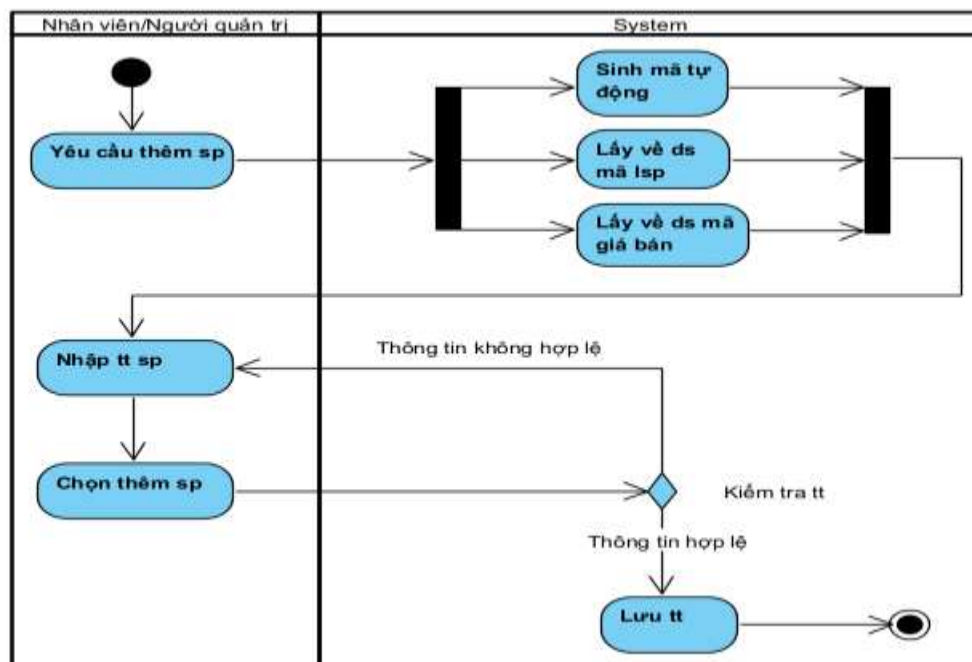 Nhân viên/Người quản trị
System
Sinh mã tự
động
Yêu cầu thêm sp
Lấy về ds
mã lsp
Lấy về ds mã
giá bán
Thông tin không hợp lệ
Nhập tt sp
Chọn thêm sp
Kiểm tra tt
Thông tin hợp lệ
Lưu tt